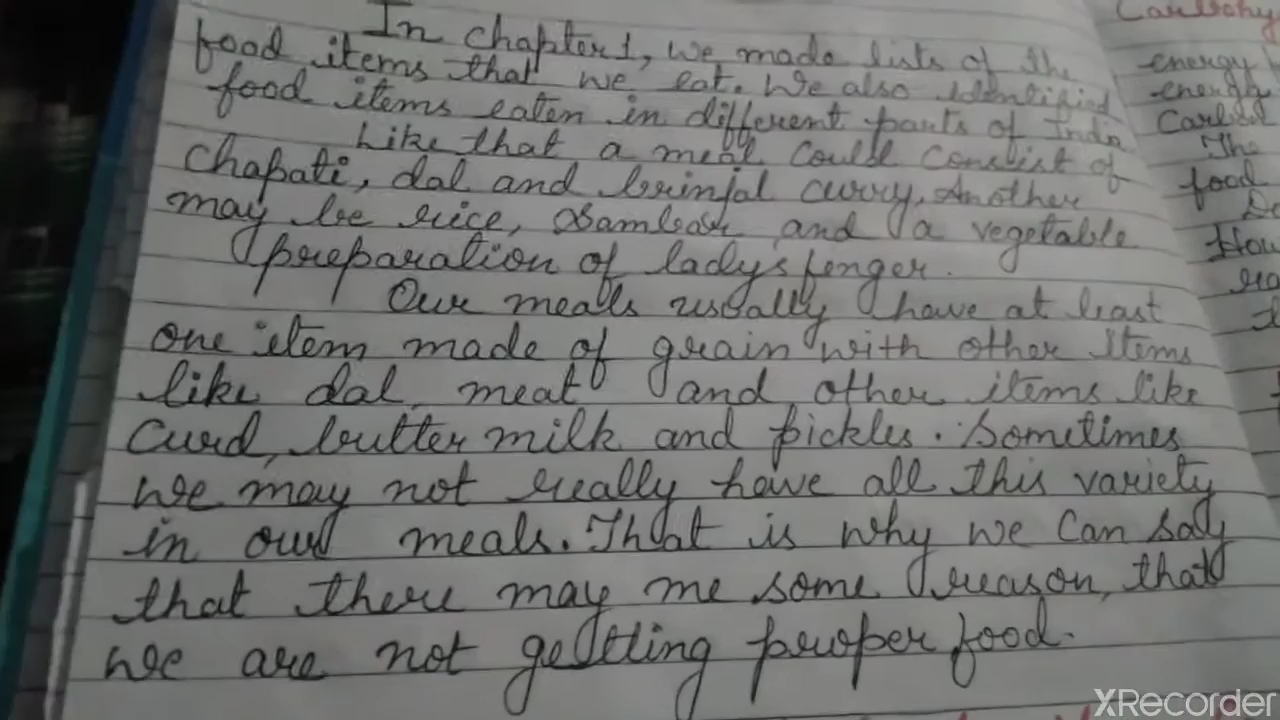 In chapter 1, we made lists of the
food items that we eat. We also identified
food items eaten in different parts of India
Like that a meal could consist of
chapati, dal and brinjal curry. Another
may be rice, sambar and a vegetable
preparation of ladys finger.
Our meals usually have at least
one item made of grain with other items
like dal, meat and other items like
curd, butter milk and pickles. Sometimes
we may not really have all this variety
in our meals. That is why we can say
that there may me some reason, that
we are not getting proper food.
energy
energy
The
food
XRecorder